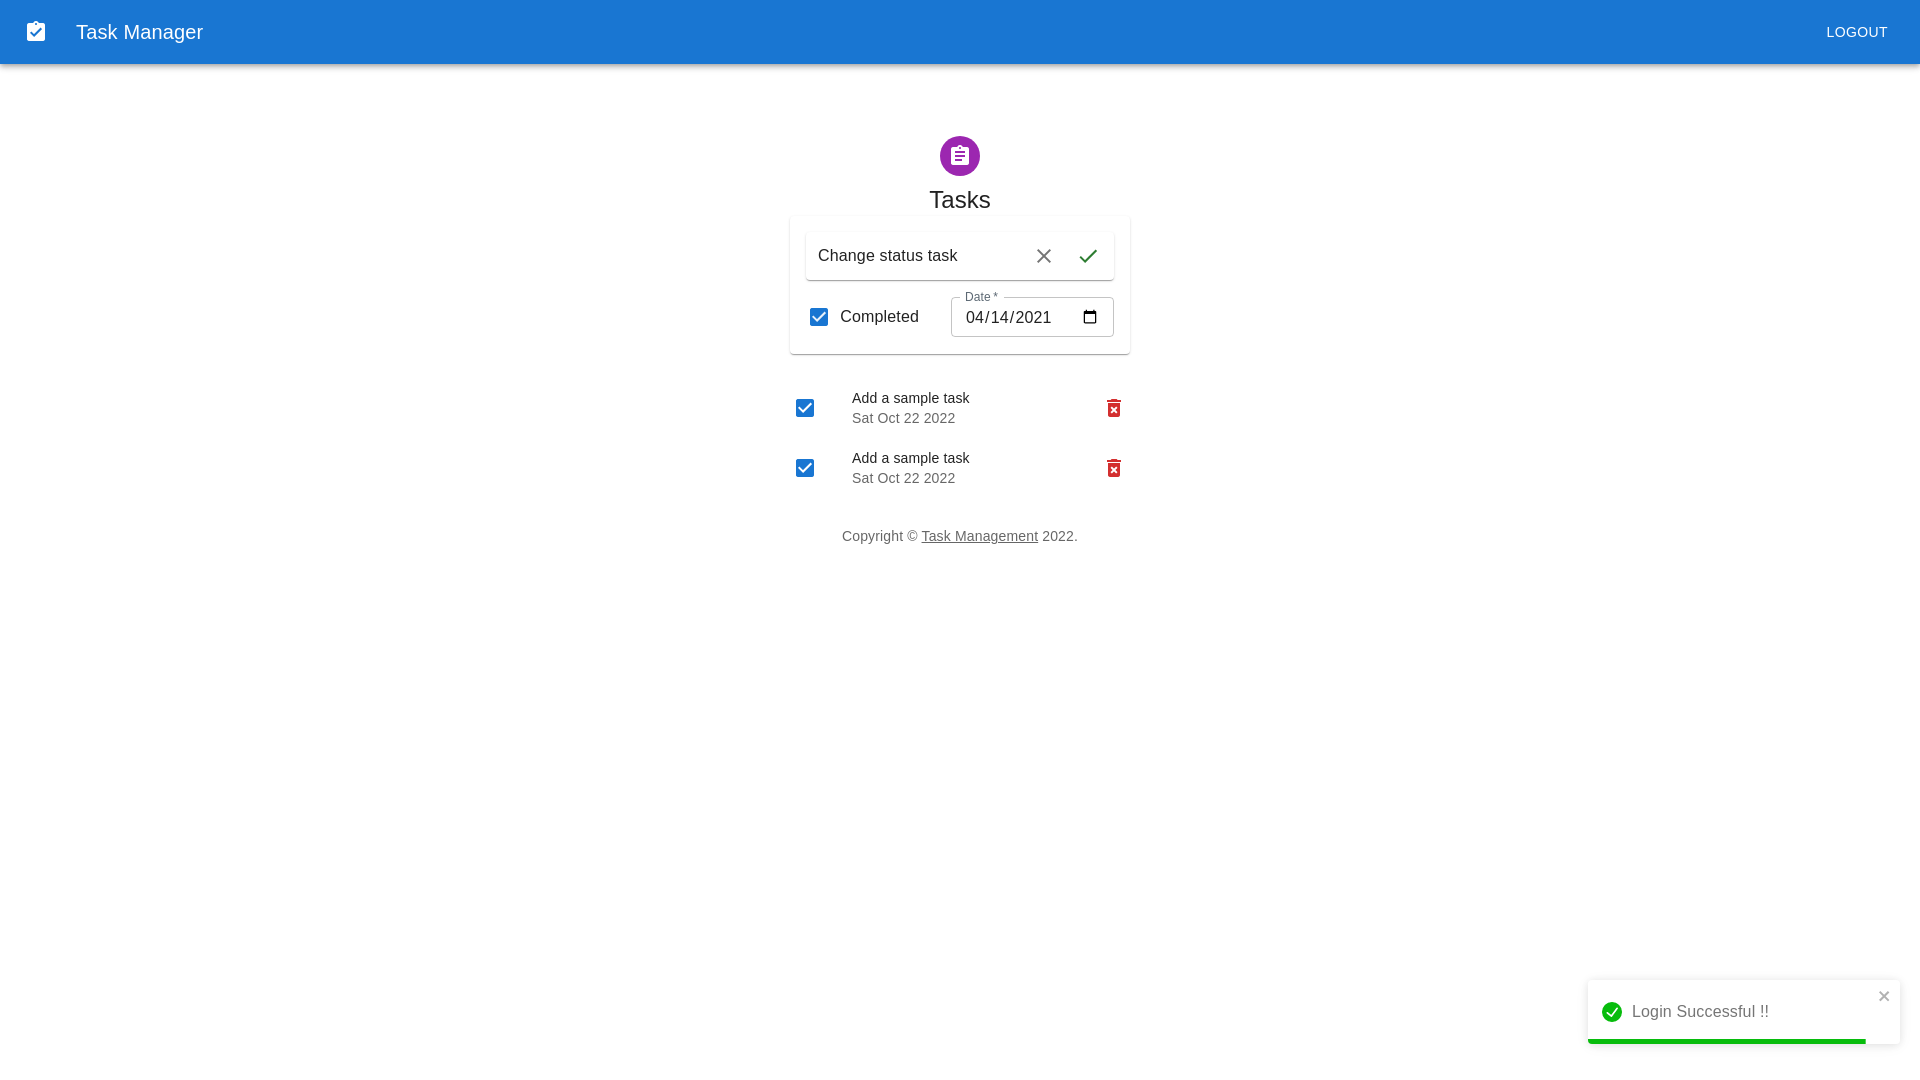 Task Manager
LOGOUT
Tasks
Change status task
Date *
Completed
04/14/2021
Add a sample task
Sat Oct 22 2022
Add a sample task
Sat Oct 22 2022
Copyright © Task Management 2022.
Login Successful !!